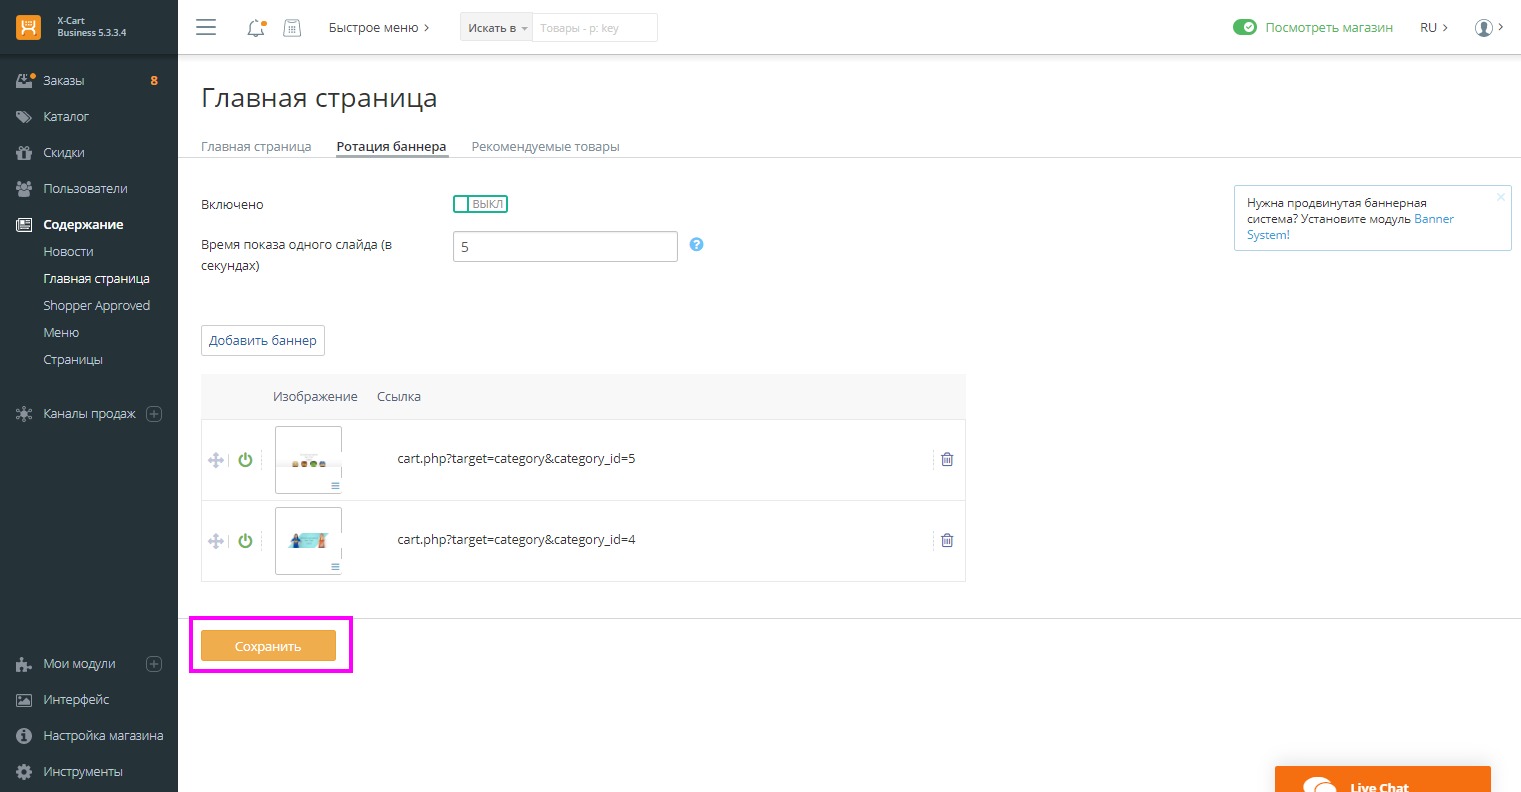 X-Cart
Business 5.3.3.4
Быстрое меню
Искать в
Товары - p: key
Посмотреть магазин
RU
Заказы
8
Каталог
Скидки
Пользователи
Содержание
Новости
Главная страница
Shopper Approved
Меню
Страницы
Каналы продаж
Мои модули
Интерфейс
Настройка магазина
Инструменты
Главная страница
Главная страница
Ротация баннера
Рекомендуемые товары
Включено
ВЫКЛ
Время показа одного слайда (в
секундах)
5
?
Нужна продвинутая баннерная
система? Установите модуль Banner
System!
Добавить баннер
Изображение
Ссылка
cart.php?target=category&category_id=5
cart.php?target=category&category_id=4
Сохранить
Live Chat